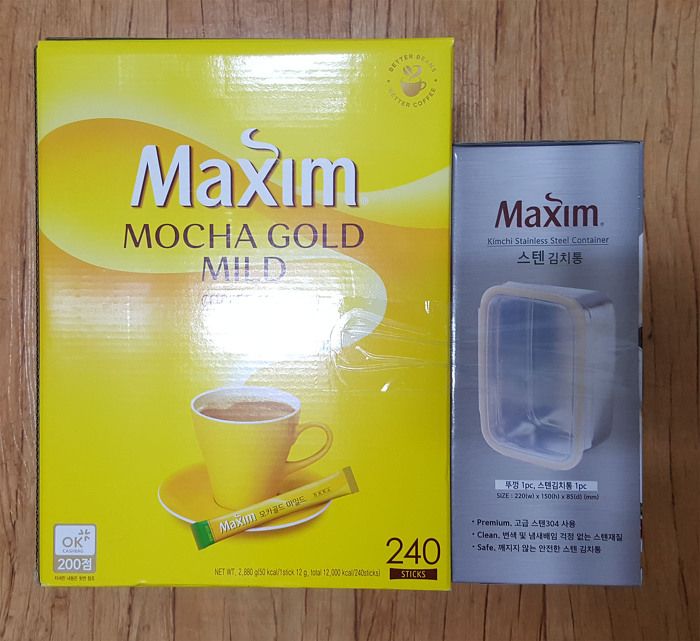 BETTER BEANS
BETTER COFFEE
Maxim
MOCHA GOLD
MILD
Maxim 모카골드 마일드
OK
CASHBAG
200점
240
STICKS
NET WT. 2,880 g(50 kcal/1stick 12 g, total 12,000 kcal/240sticks)
Maxim
Kimchi Stainless Steel Container
스텐 김치통
뚜껑 1pc, 스텐김치통 1pc
SIZE : 220(w) x 150(h) x 85(d) (mm)
· Premium. 고급 스텐304 사용
· Clean. 변색 및 냄새배임 걱정 없는 스텐재질
· Safe. 깨지지 않는 안전한 스텐 김치통